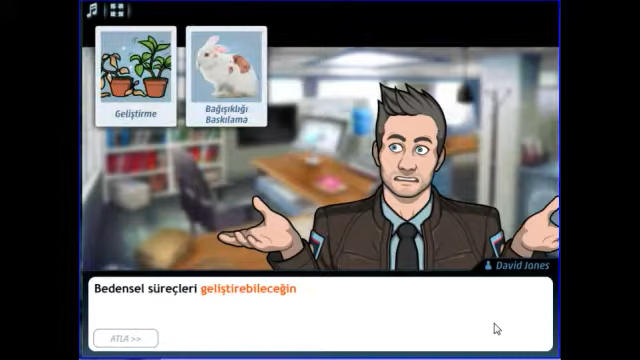 Geliştirme
Bağışıklığı
Baskılama
David Jones
Bedensel süreçleri geliştirebileceğin
ATLA >>